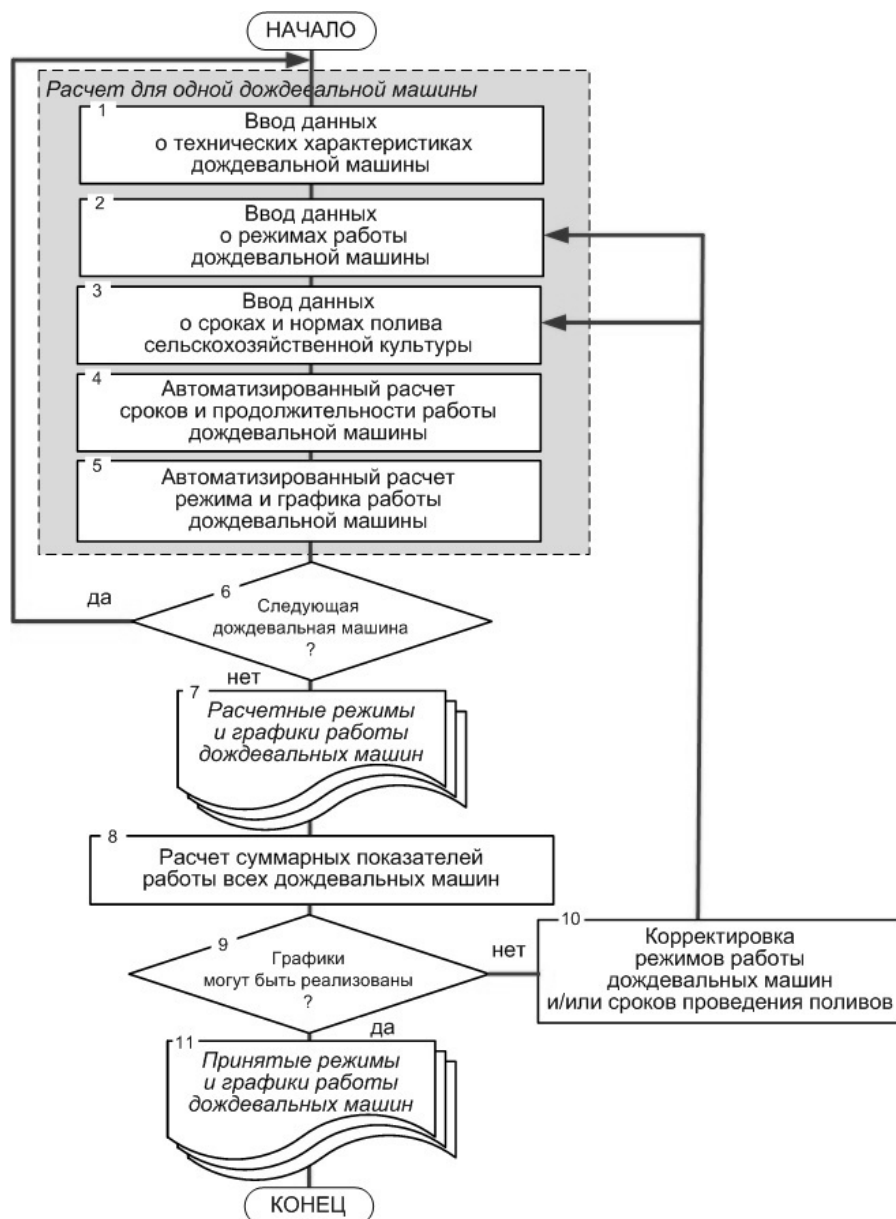 НАЧАЛО
Расчет для одной дождевальной машины
1
Ввод данных
о технических характеристиках
дождевальной машины
2
Ввод данных
о режимах работы
дождевальной машины
3
Ввод данных
о сроках и нормах полива
сельскохозяйственной культуры
4
Автоматизированный расчет
сроков и продолжительности работы
дождевальной машины
5
Автоматизированный расчет
режима и графика работы
дождевальной машины
6
да
Следующая
дождевальная машина
?
нет
7
Расчетные режимы
и графики работы
дождевальных машин
8
Расчет суммарных показателей
работы всех дождевальных машин
9
Графики
могут быть реализованы
?
нет
10
Корректировка
режимов работы
дождевальных машин
и/или сроков проведения поливов
да
11
Принятые режимы
и графики работы
дождевальных машин
КОНЕЦ